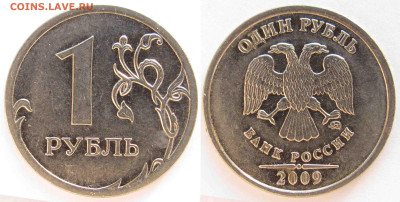 COINS.LAVE.RU
1
РУБЛЬ
ОДИН РУБЛЬ
БАНК РОССИИ
2009